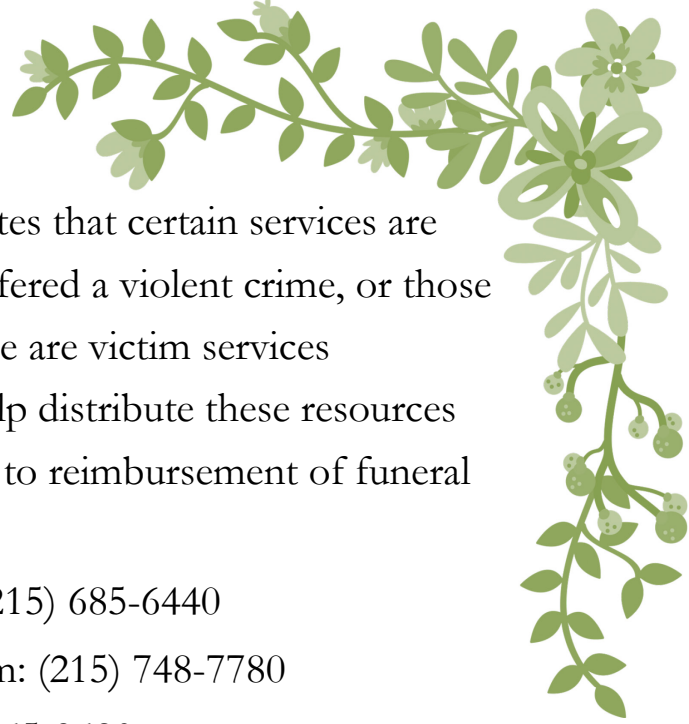 tes that certain services are
fered a violent crime, or those
e are victim services
lp distribute these resources
to reimbursement of funeral
215) 685-6440
m: (215) 748-7780